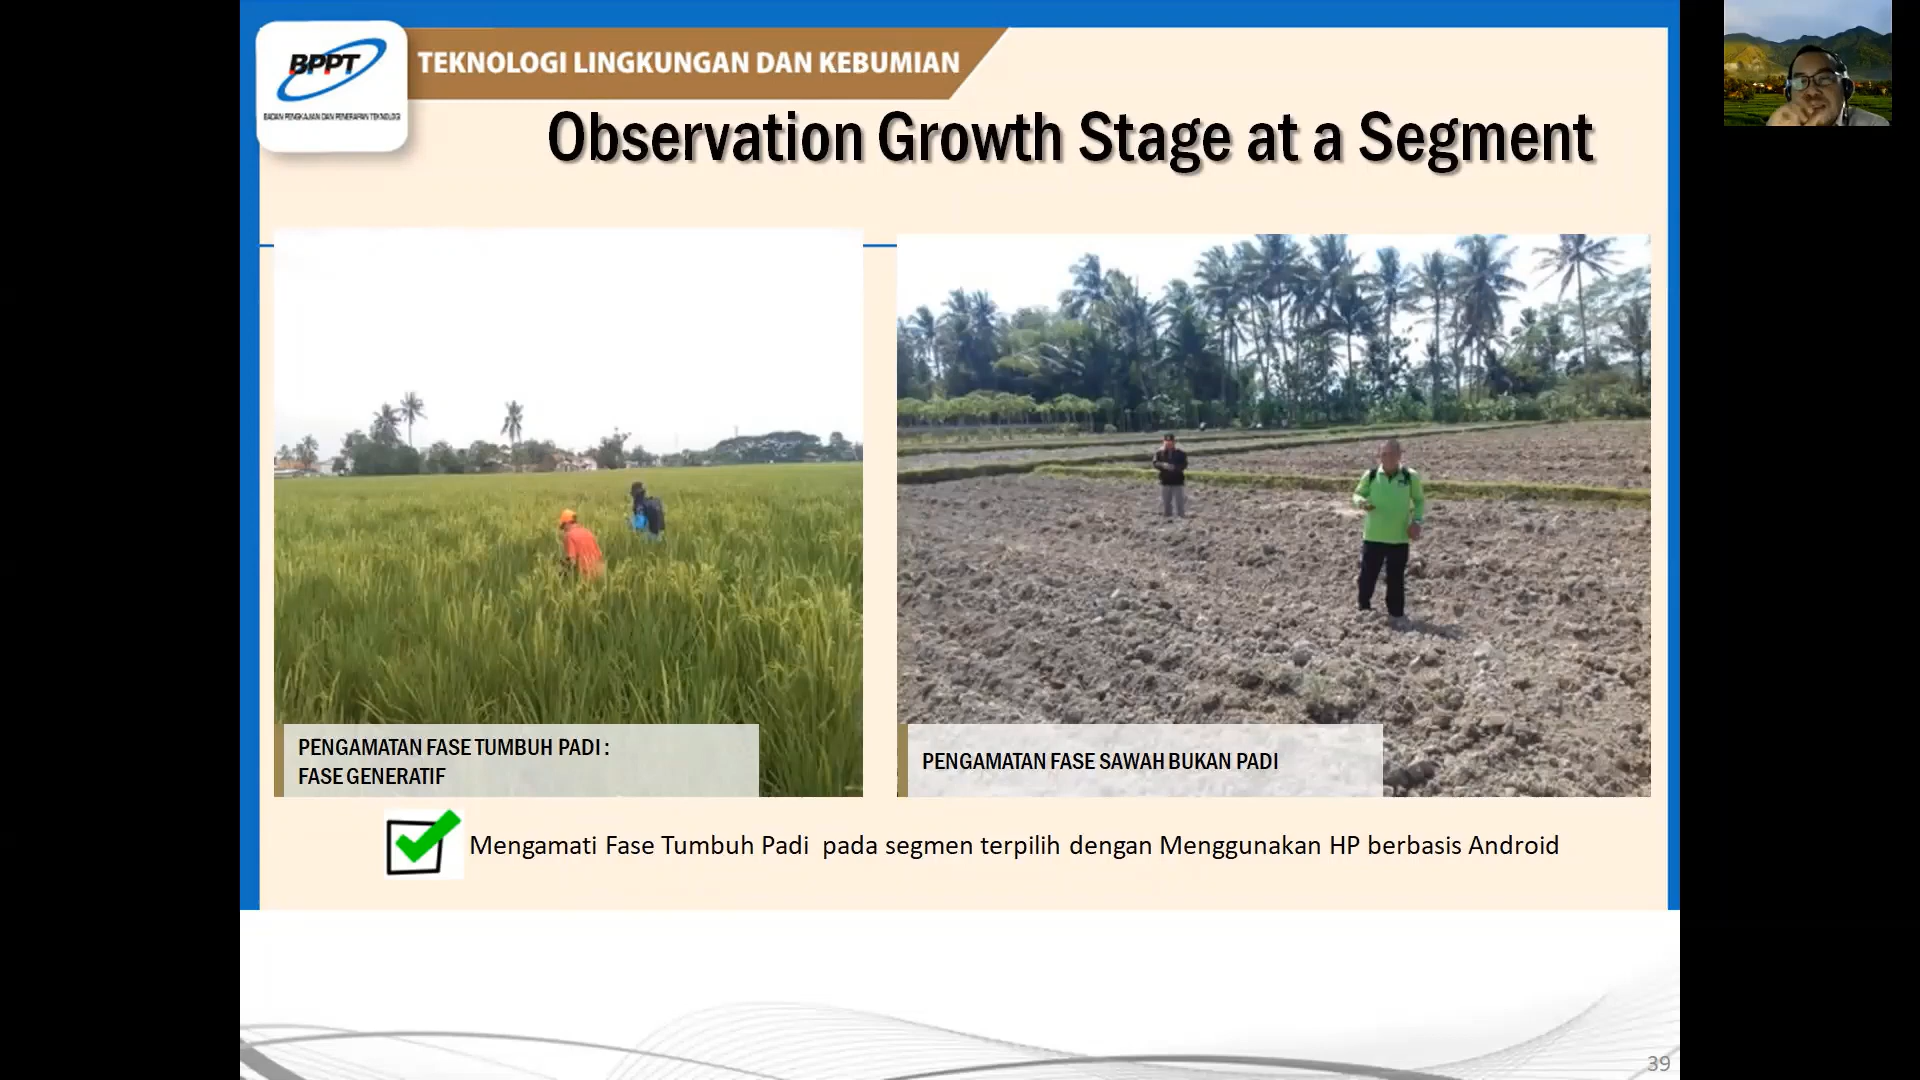 BPPT
BADAN PENGKAJIAN DAN PENERAPAN TEKNOLOGI
TEKNOLOGI LINGKUNGAN DAN KEBUMIAN
Observation Growth Stage at a Segment
PENGAMATAN FASE TUMBUH PADI :
FASE GENERATIF
PENGAMATAN FASE SAWAH BUKAN PADI
Mengamati Fase Tumbuh Padi pada segmen terpilih dengan Menggunakan HP berbasis Android
39